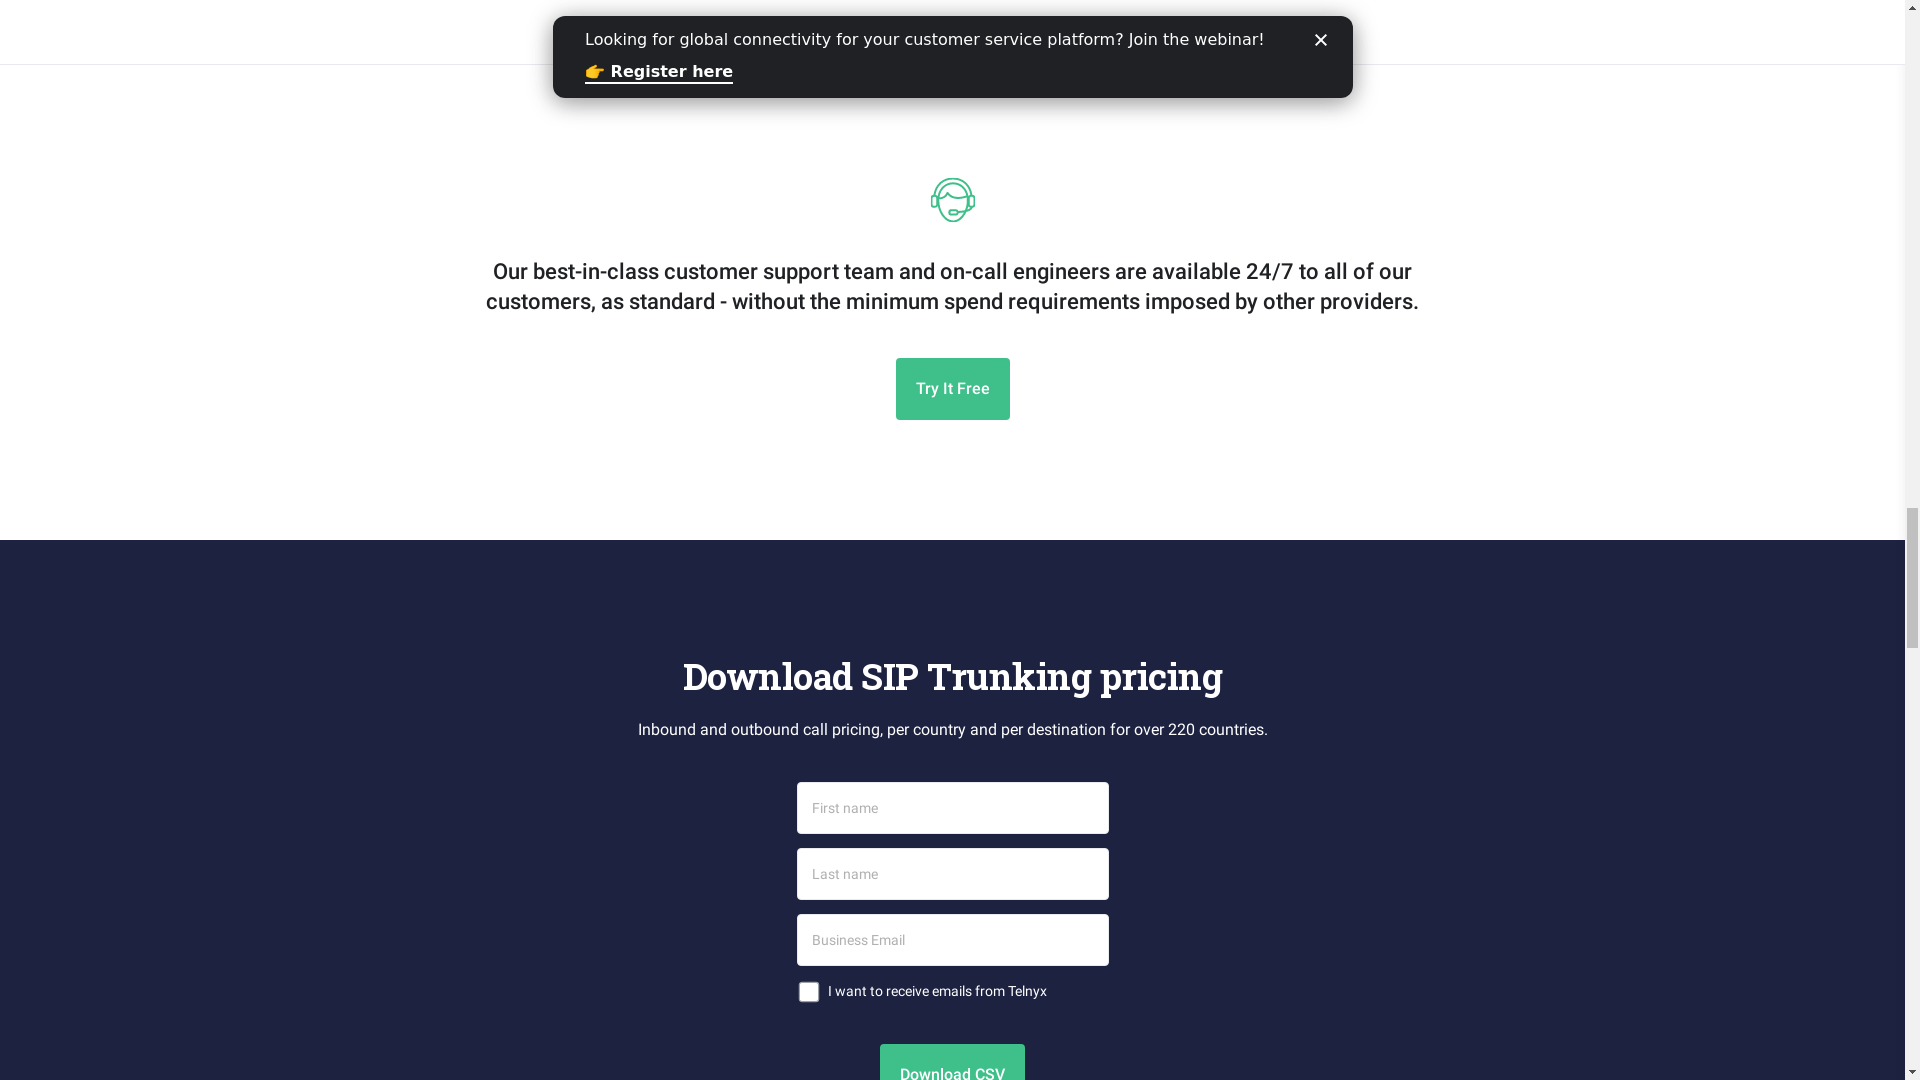 Looking for global connectivity for your customer service platform? Join the webinar!
👉 Register here
Our best-in-class customer support team and on-call engineers are available 24/7 to all of our
customers, as standard - without the minimum spend requirements imposed by other providers.
Try It Free
Download SIP Trunking pricing
Inbound and outbound call pricing, per country and per destination for over 220 countries.
First name
Last name
Business Email
I want to receive emails from Telnyx
Download CSV